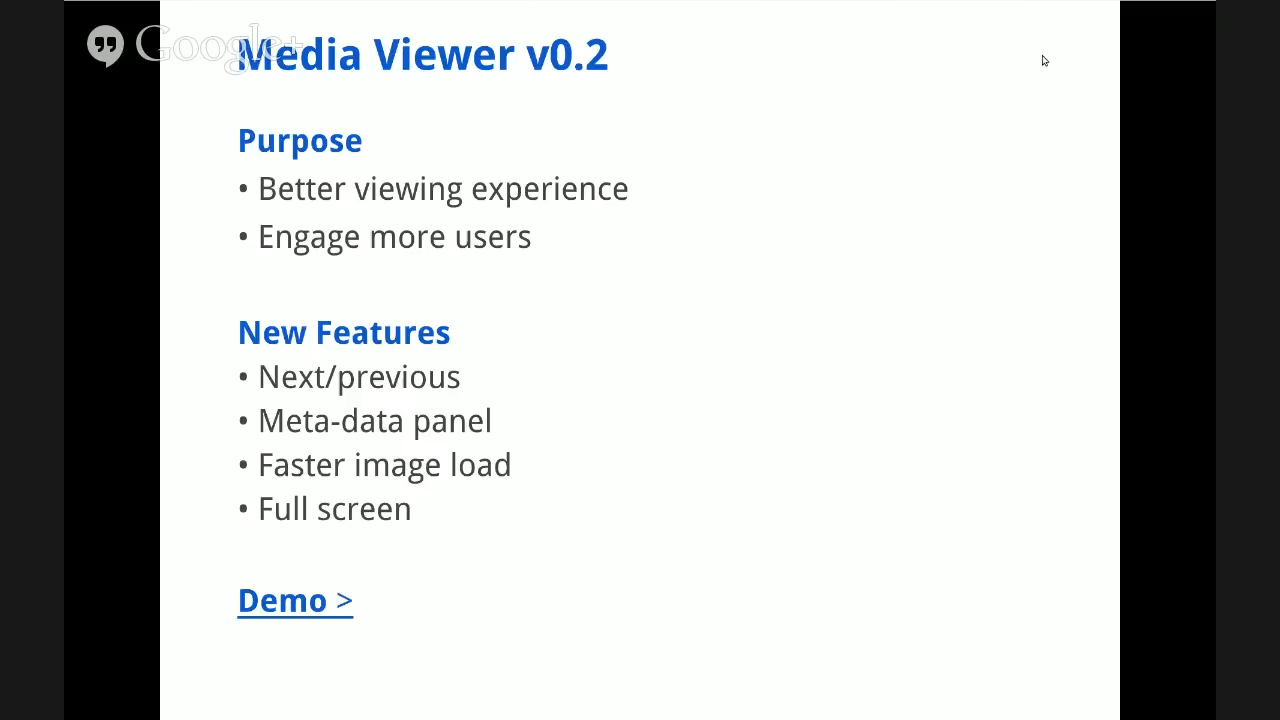 Google+
Media Viewer v0.2
Purpose
• Better viewing experience
• Engage more users
New Features
• Next/previous
• Meta-data panel
• Faster image load
• Full screen
Demo >